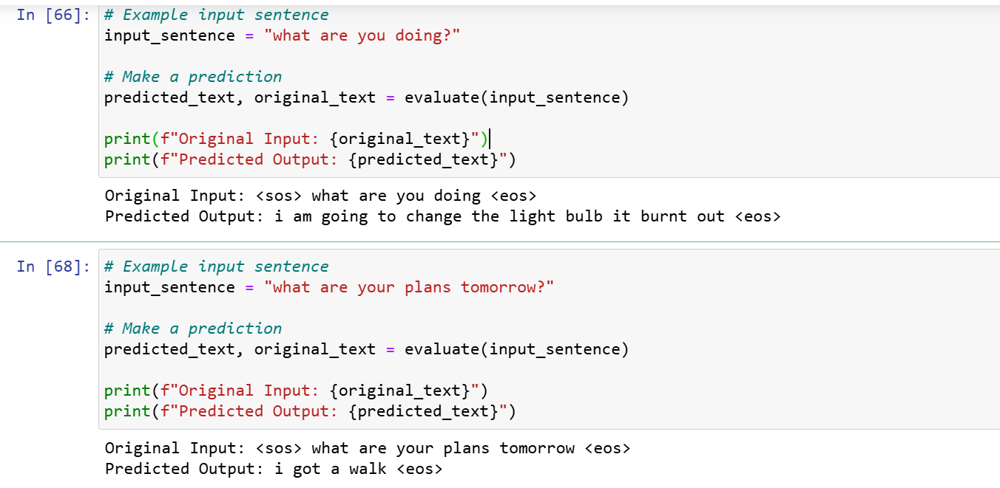 In [66]: # Example input sentence
input_sentence = "what are you doing?"
# Make a prediction
predicted_text, original_text = evaluate(input_sentence)
print(f"Original Input: {original_text}")
print(f"Predicted Output: {predicted_text}")
Original Input: <sos> what are you doing <eos>
Predicted Output: i am going to change the light bulb it burnt out <eos>
In [68]: # Example input sentence
input_sentence = "what are your plans tomorrow?"
# Make a prediction
predicted_text, original_text = evaluate(input_sentence)
print(f"Original Input: {original_text}")
print(f"Predicted Output: {predicted_text}")
Original Input: <sos> what are your plans tomorrow <eos>
Predicted Output: i got a walk <eos>